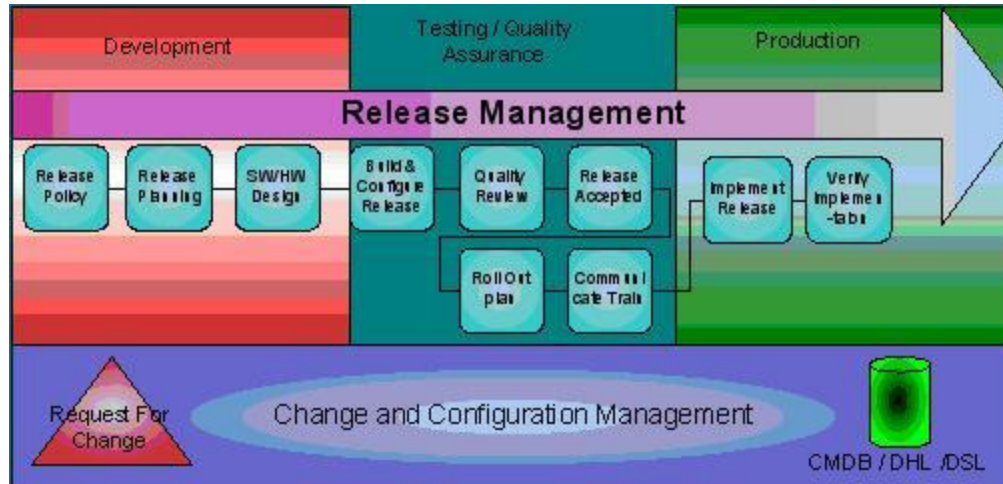 Development
Testing / Quality
Assurance
Production
Release Management
Release
Policy
Release
Planning
SW/HW
Design
Build &
Configure
Release
Quality
Review
Release
Accepted
Roll Out
plan
Communi
cate Train
Implement
Release
Verify
Implemen
Request For
Change
Change and Configuration Management
CMDB / DHL /DSL